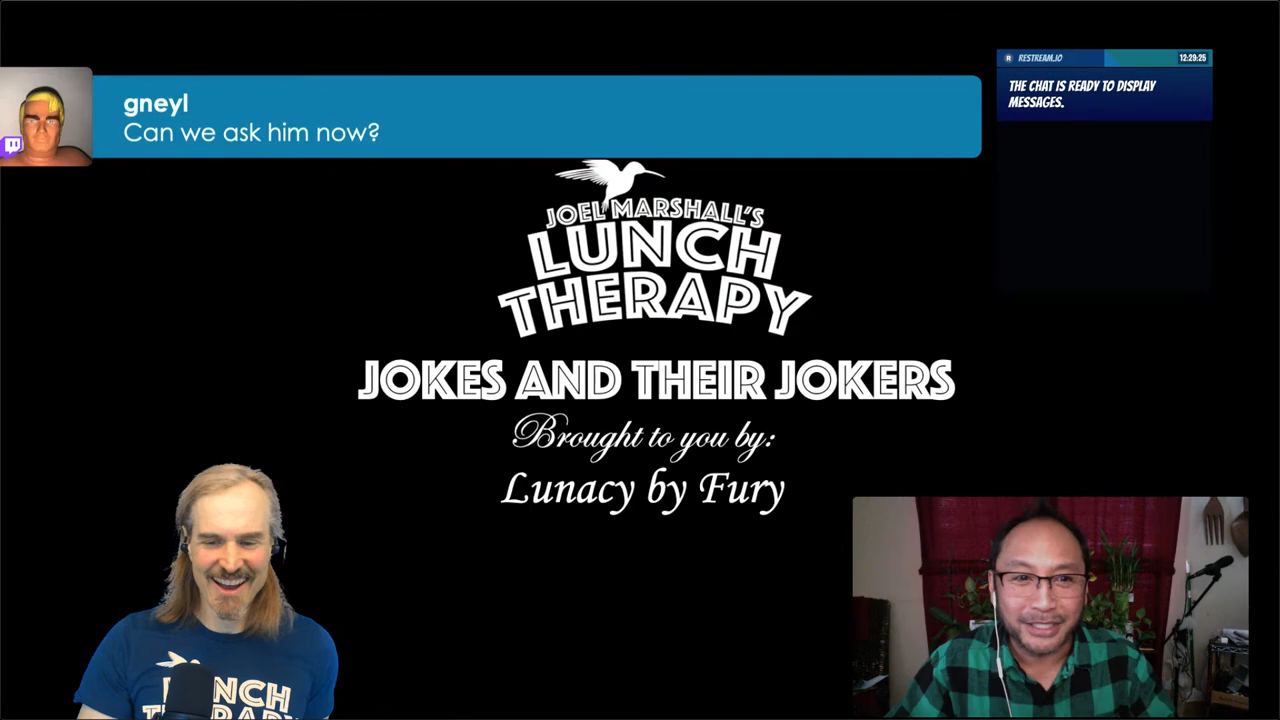 gneyl
Can we ask him now?
RESTREAM.IO
12:29:25
THE CHAT IS READY TO DISPLAY
MESSAGES.
JOEL MARSHALL'S
LUNCH
THERAPY
JOKES AND THEIR JOKERS
Brought to you by:
Lunacy by Fury